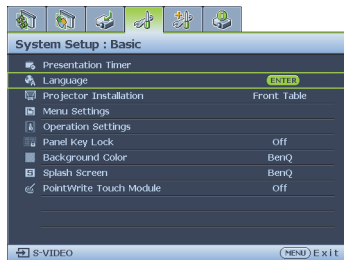 System Setup : Basic
Presentation Timer
Language ENTER
Projector Installation Front Table
Menu Settings
Operation Settings
Panel Key Lock Off
Background Color BenQ
Splash Screen BenQ
PointWrite Touch Module Off
S-VIDEO MENU Exit